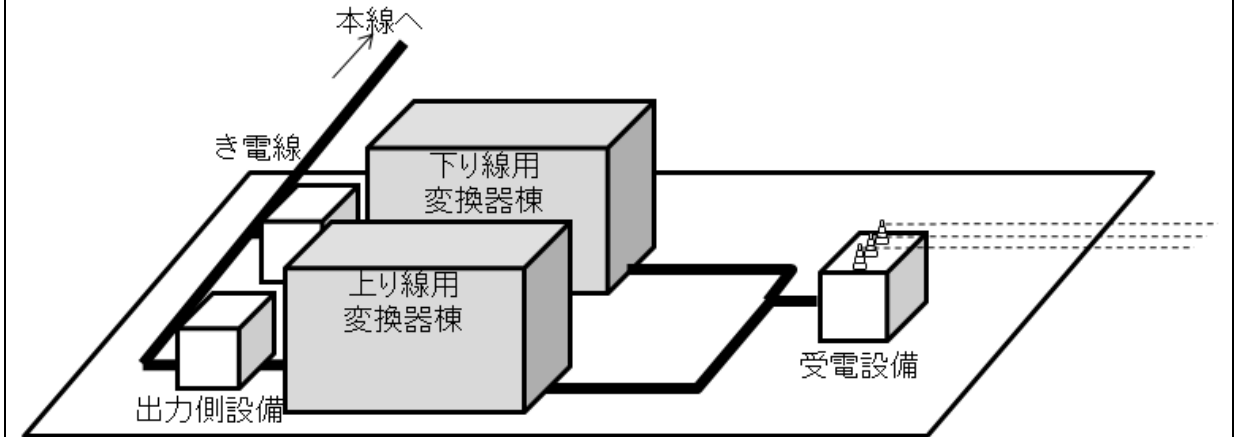 本線へ
き電線
下り線用
変換器棟
上り線用
変換器棟
受電設備
出力側設備